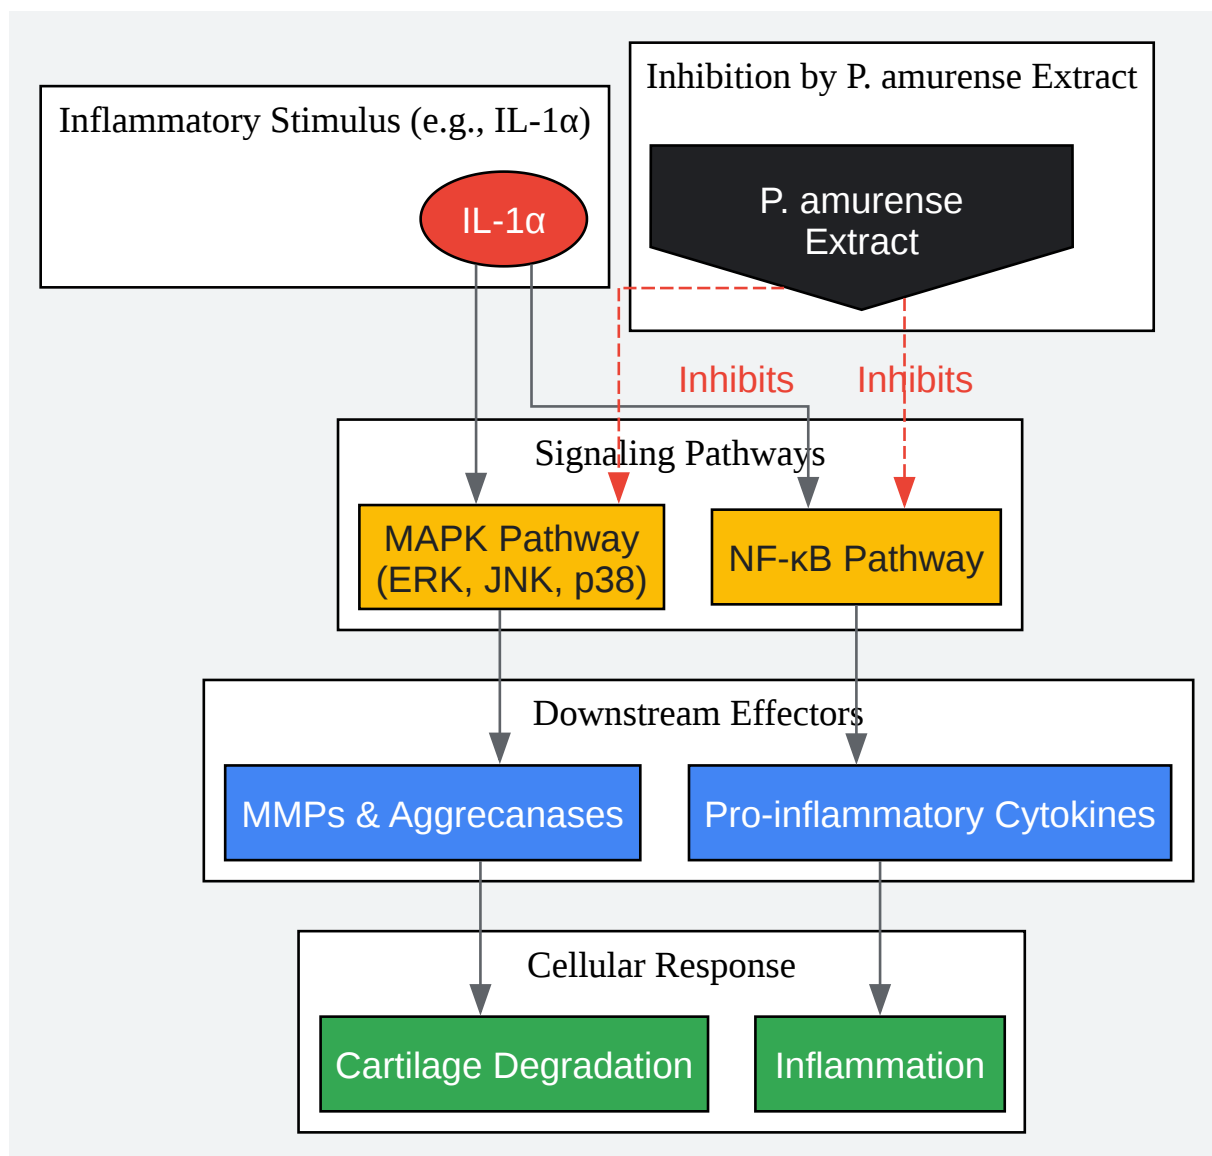 Inhibition by P. amurense Extract
Inflammatory Stimulus (e.g., IL-1α)
P. amurense
Extract
IL-1α
Inhibits
Inhibits
Signaling Pathways
MAPK Pathway
(ERK, JNK, p38)
NF-κB Pathway
Downstream Effectors
MMPs & Aggrecanases
Pro-inflammatory Cytokines
Cellular Response
Cartilage Degradation
Inflammation